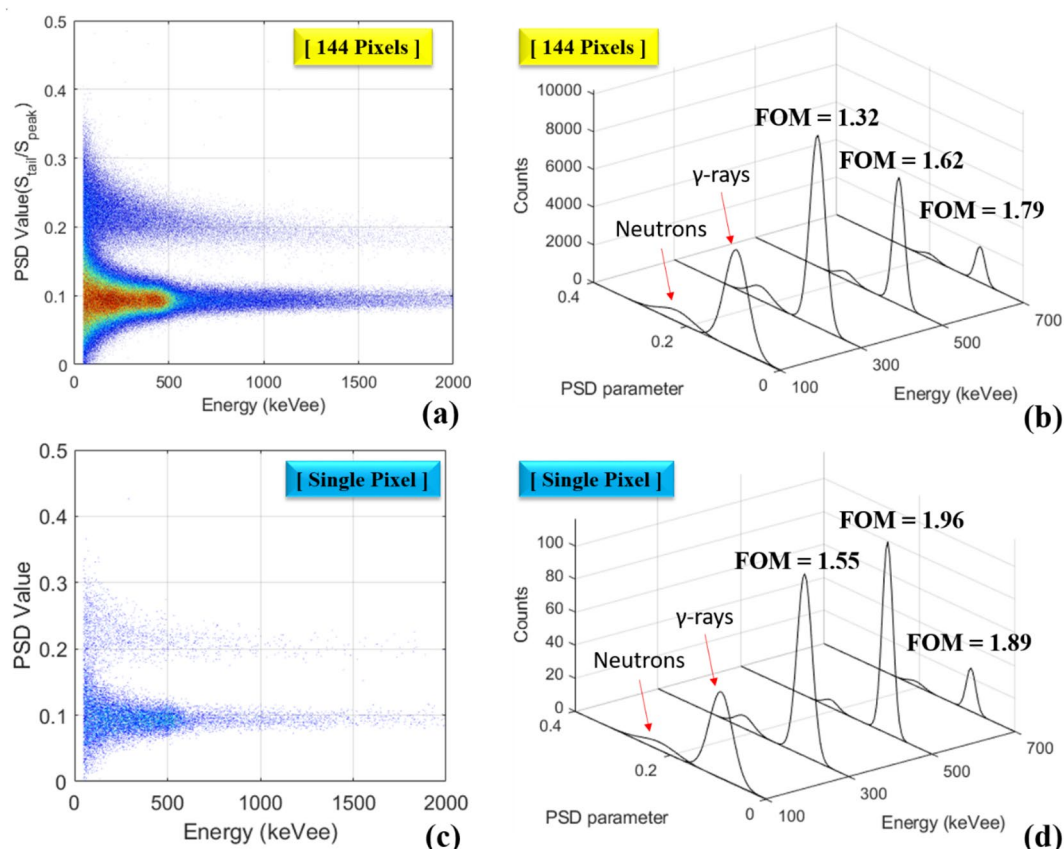 [ 144 Pixels ]
0.5
0.4
0.3
0.2
0.1
0
PSD Value(S_tail/S_peak)
0 500 1000 1500 2000
Energy (keVee)
(a)
[ 144 Pixels ]
10000
8000
6000
4000
2000
0
Counts
FOM = 1.32
FOM = 1.62
FOM = 1.79
γ-rays
Neutrons
0.4
0.2
0
PSD parameter
100
300
500
700
Energy (keVee)
(b)
[ Single Pixel ]
0.5
0.4
0.3
0.2
0.1
0
PSD Value
0 500 1000 1500 2000
Energy (keVee)
(c)
[ Single Pixel ]
100
80
60
40
20
0
Counts
FOM = 1.96
FOM = 1.55
FOM = 1.89
γ-rays
Neutrons
0.4
0.2
0
PSD parameter
100
300
500
700
Energy (keVee)
(d)